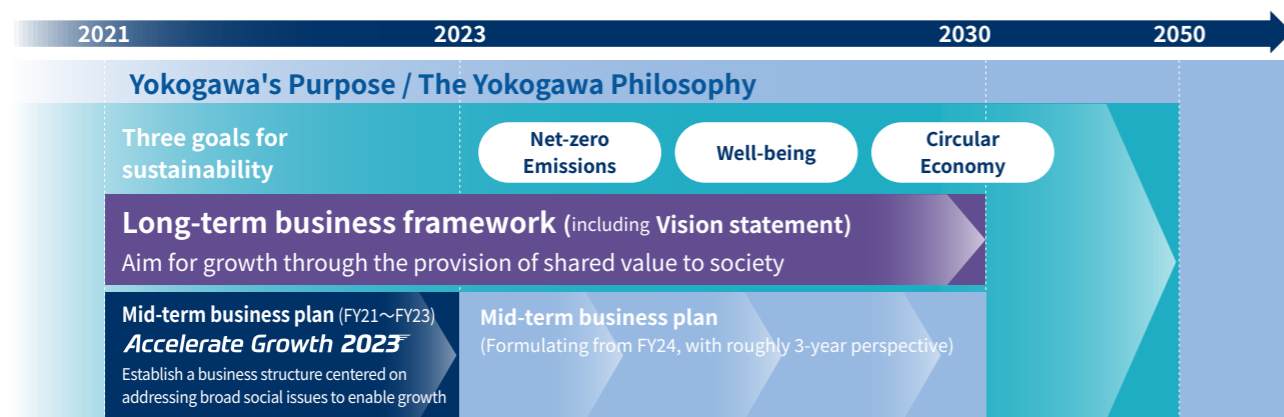 2021 2023 2030 2050
Yokogawa's Purpose / The Yokogawa Philosophy
Three goals for
sustainability
Net-zero
Emissions
Well-being
Circular
Economy
Long-term business framework (including Vision statement)
Aim for growth through the provision of shared value to society
Mid-term business plan (FY21～FY23)
Accelerate Growth 2023
Establish a business structure centered on
addressing broad social issues to enable growth
Mid-term business plan
(Formulating from FY24, with roughly 3-year perspective)